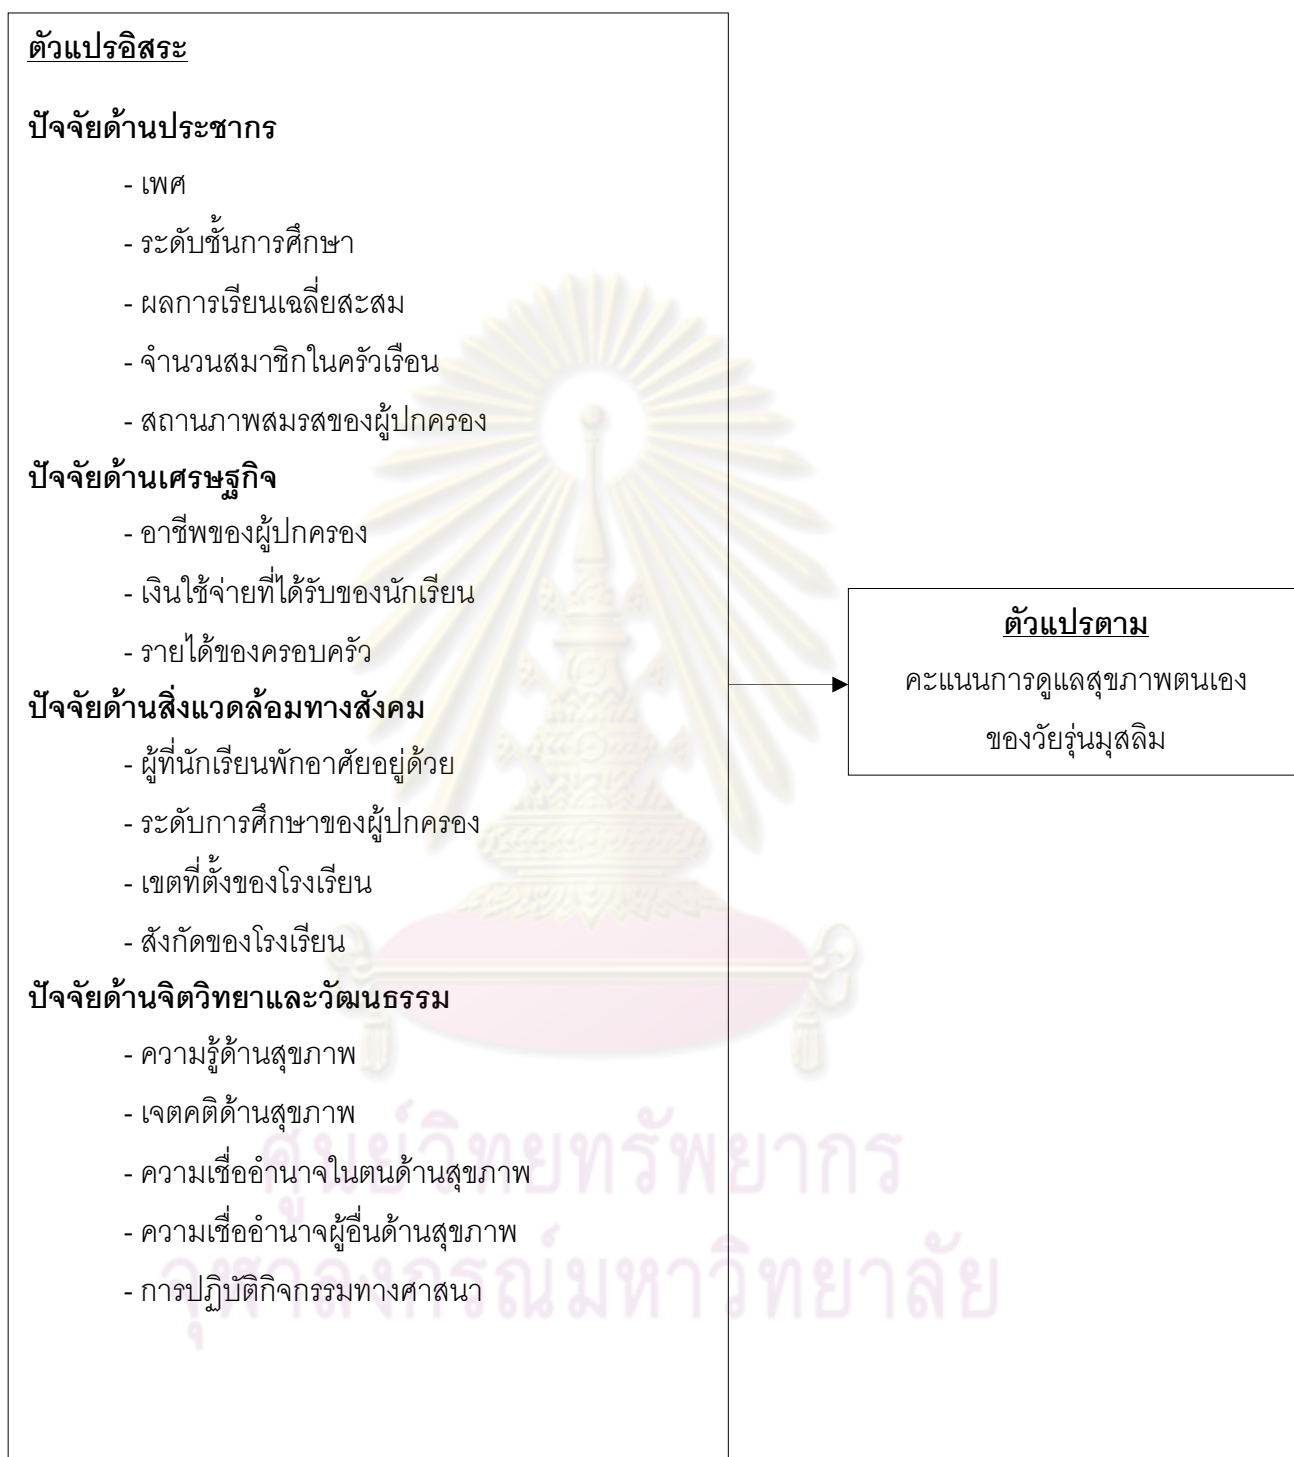 ตัวแปรอิสระ
ปัจจัยด้านประชากร
- เพศ
- ระดับชั้นการศึกษา
- ผลการเรียนเฉลี่ยสะสม
- จำนวนสมาชิกในครัวเรือน
- สถานภาพสมรสของผู้ปกครอง
ปัจจัยด้านเศรษฐกิจ
- อาชีพของผู้ปกครอง
- เงินใช้จ่ายที่ได้รับของนักเรียน
- รายได้ของครอบครัว
ปัจจัยด้านสิ่งแวดล้อมทางสังคม
- ผู้ที่นักเรียนพักอาศัยอยู่ด้วย
- ระดับการศึกษาของผู้ปกครอง
- เขตที่ตั้งของโรงเรียน
- สังกัดของโรงเรียน
ปัจจัยด้านจิตวิทยาและวัฒนธรรม
- ความรู้ด้านสุขภาพ
- เจตคติด้านสุขภาพ
- ความเชื่ออำนาจในตนด้านสุขภาพ
- ความเชื่ออำนาจผู้อื่นด้านสุขภาพ
- การปฏิบัติกิจกรรมทางศาสนา
ตัวแปรตาม
คะแนนการดูแลสุขภาพตนเอง
ของวัยรุ่นมุสลิม
ศูนย์วิทยทรัพยากร
จุฬาลงกรณ์มหาวิทยาลัย